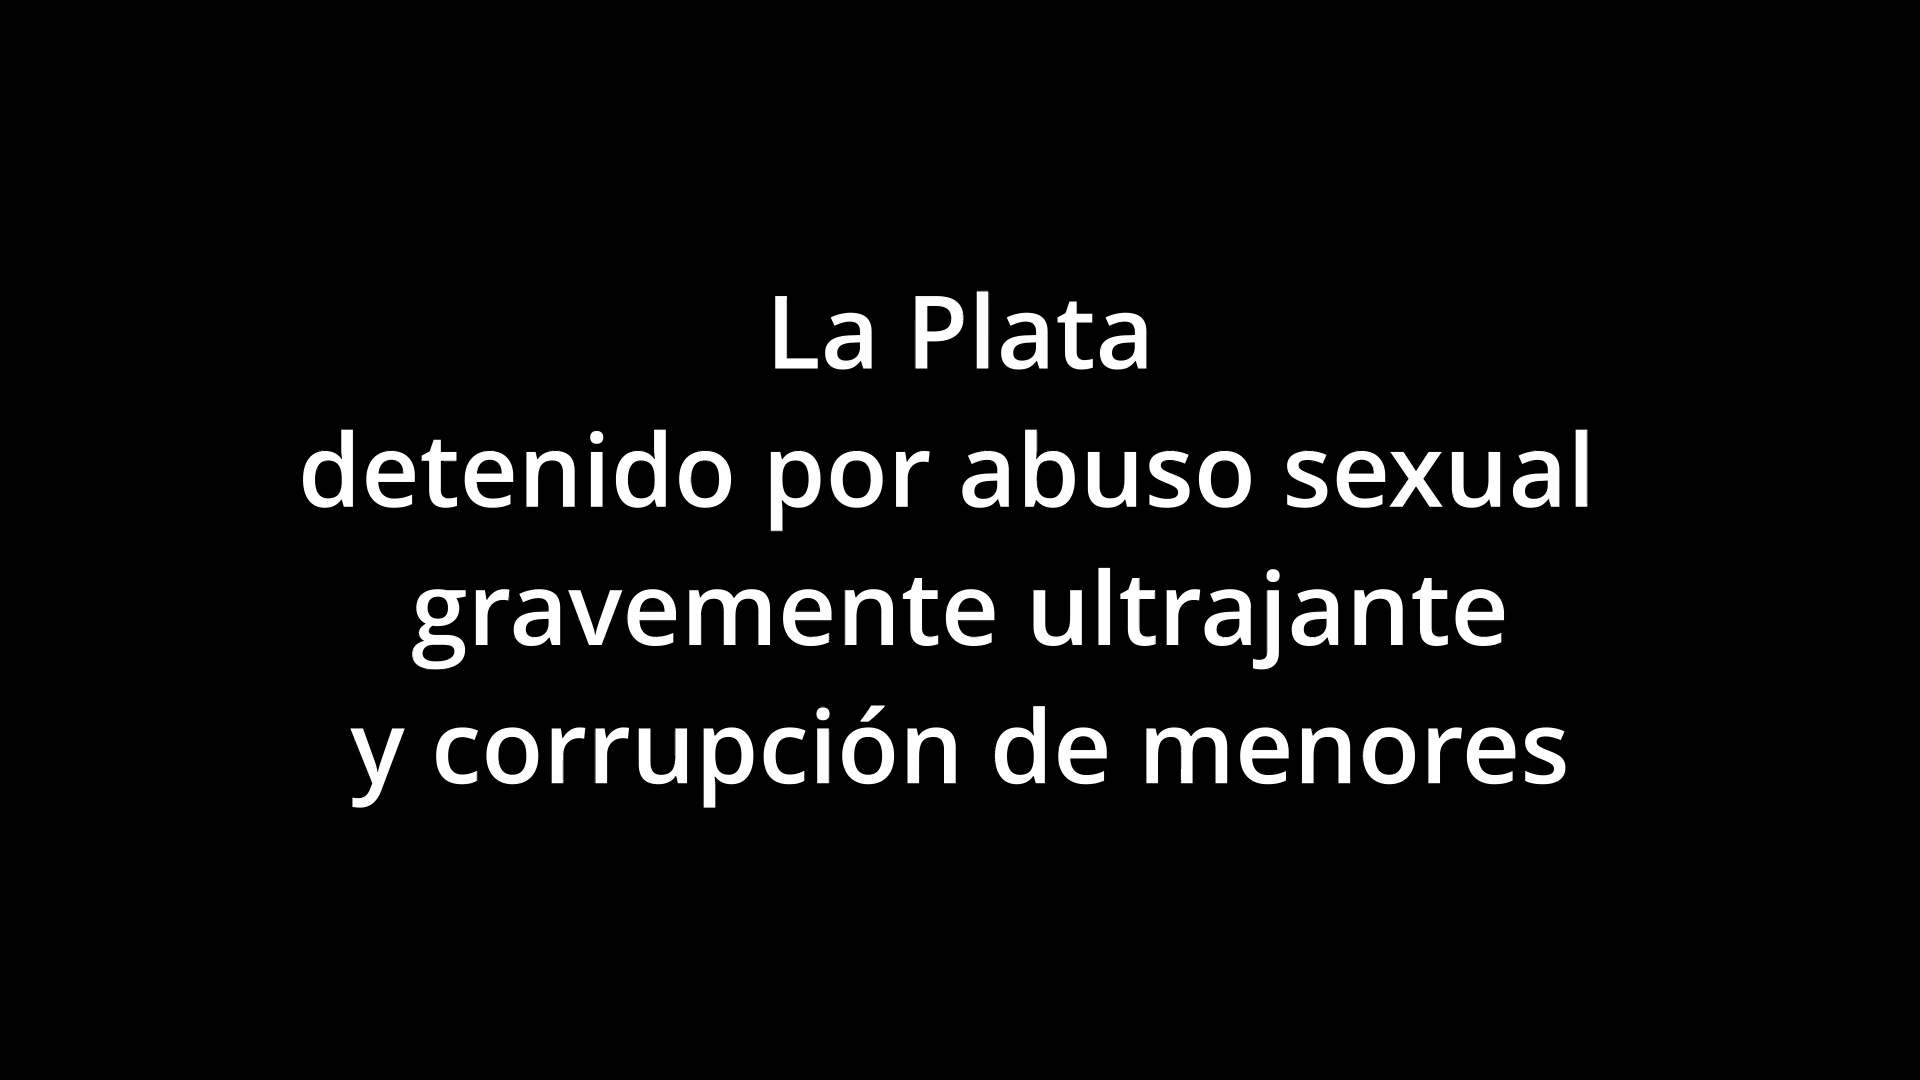 La Plata
detenido por abuso sexual
gravemente ultrajante
y corrupción de menores